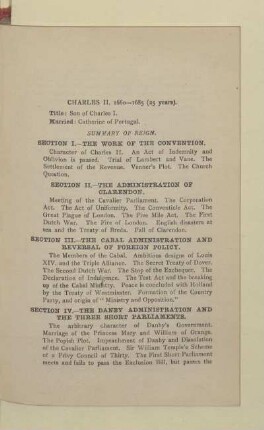 CHARLES II. 1660—1685 (25 years).
Title: Son of Charles I.
Married: Catharine of Portugal.
SUMMARY OF REIGN.
SECTION I.—THE WORK OF THE CONVENTION.
Character of Charles II. An Act of Indemnity and
Oblivion is passed. Trial of Lambert and Vane. The
Settlement of the Revenue. Venner's Plot. The Church
Question.
SECTION II.—THE ADMINISTRATION OF
CLARENDON.
Meeting of the Cavalier Parliament. The Corporation
Act. The Act of Uniformity. The Conventicle Act. The
Great Plague of London. The Five Mile Act. The First
Dutch War. The Fire of London. English disasters at
sea and the Treaty of Breda. Fall of Clarendon.
SECTION III.—THE CABAL ADMINISTRATION AND
REVERSAL OF FOREIGN POLICY.
The Members of the Cabal. Ambitious designs of Louis
XIV. and the Triple Alliance. The Secret Treaty of Dover.
The Second Dutch War. The Stop of the Exchequer. The
Declaration of Indulgence. The Test Act and the breaking
up of the Cabal Ministry. Peace is concluded with Holland
by the Treaty of Westminster. Formation of the Country
Party, and origin of "Ministry and Opposition."
SECTION IV.—THE DANBY ADMINISTRATION AND
THE THREE SHORT PARLIAMENTS.
The arbitrary character of Danby's Government.
Marriage of the Princess Mary and William of Orange.
The Popish Plot. Impeachment of Danby and Dissolution
of the Cavalier Parliament. Sir William Temple's Scheme
of a Privy Council of Thirty. The First Short Parliament
meets and fails to pass the Exclusion Bill, but passes the